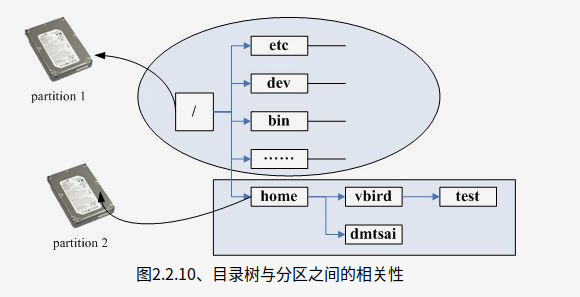 etc
partition 1
dev
/
bin
……
home
vbird
test
partition 2
dmtsai
图2.2.10、目录树与分区之间的相关性